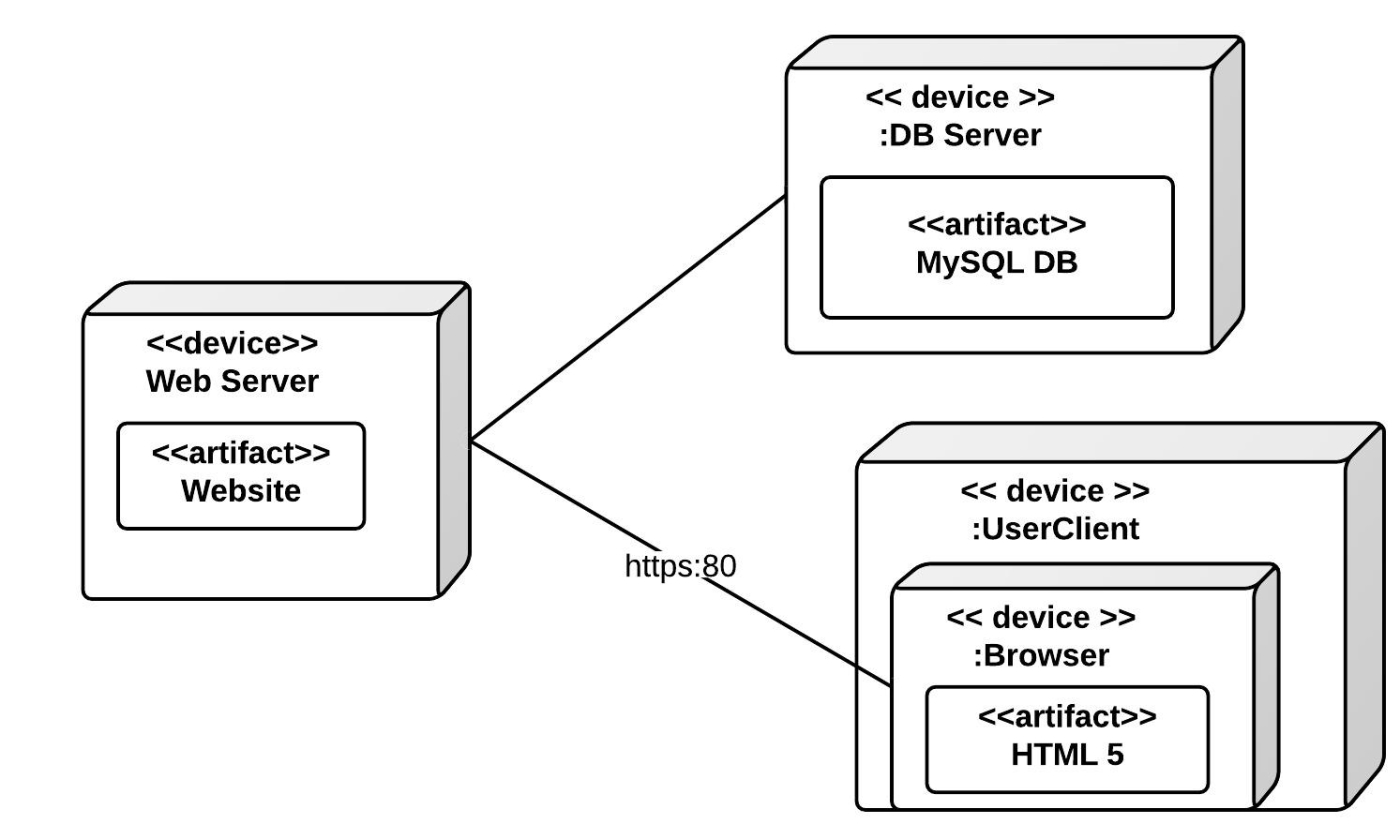 << device >>
:DB Server
<<artifact>>
MySQL DB
<<device>>
Web Server
<<artifact>>
Website
https:80
<< device >>
:UserClient
<< device >>
:Browser
<<artifact>>
HTML 5